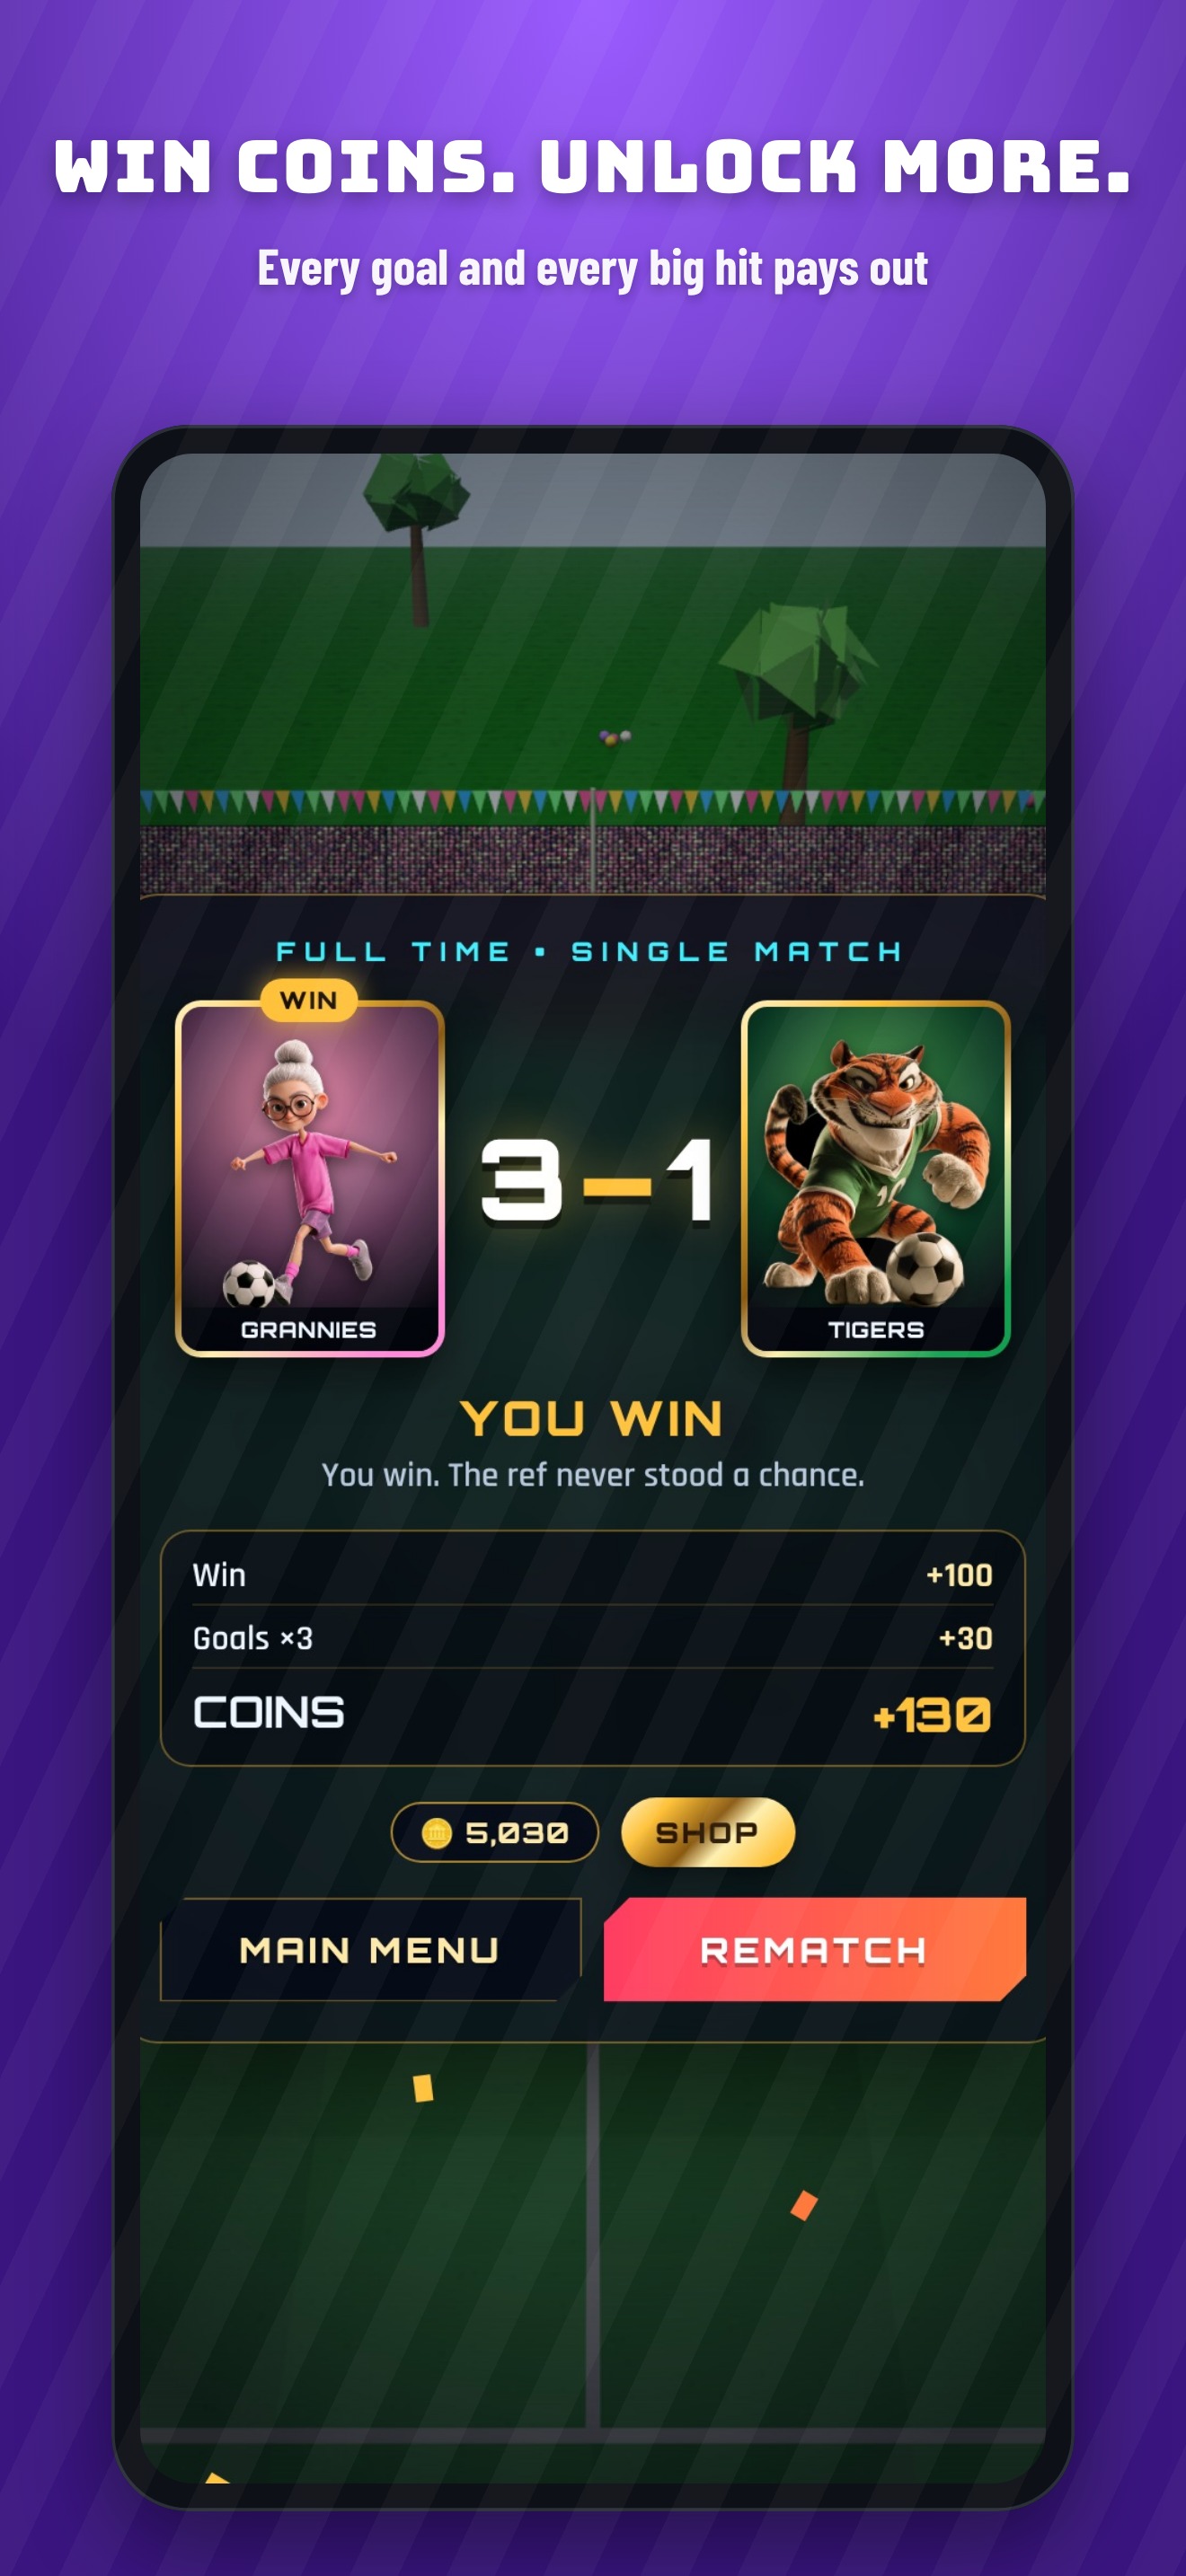 WIN COINS. UNLOCK MORE.
Every goal and every big hit pays out
FULL TIME • SINGLE MATCH
WIN
3–1
GRANNIES
TIGERS
YOU WIN
You win. The ref never stood a chance.
Win +100
Goals ×3 +30
COINS +130
5,030 SHOP
MAIN MENU REMATCH